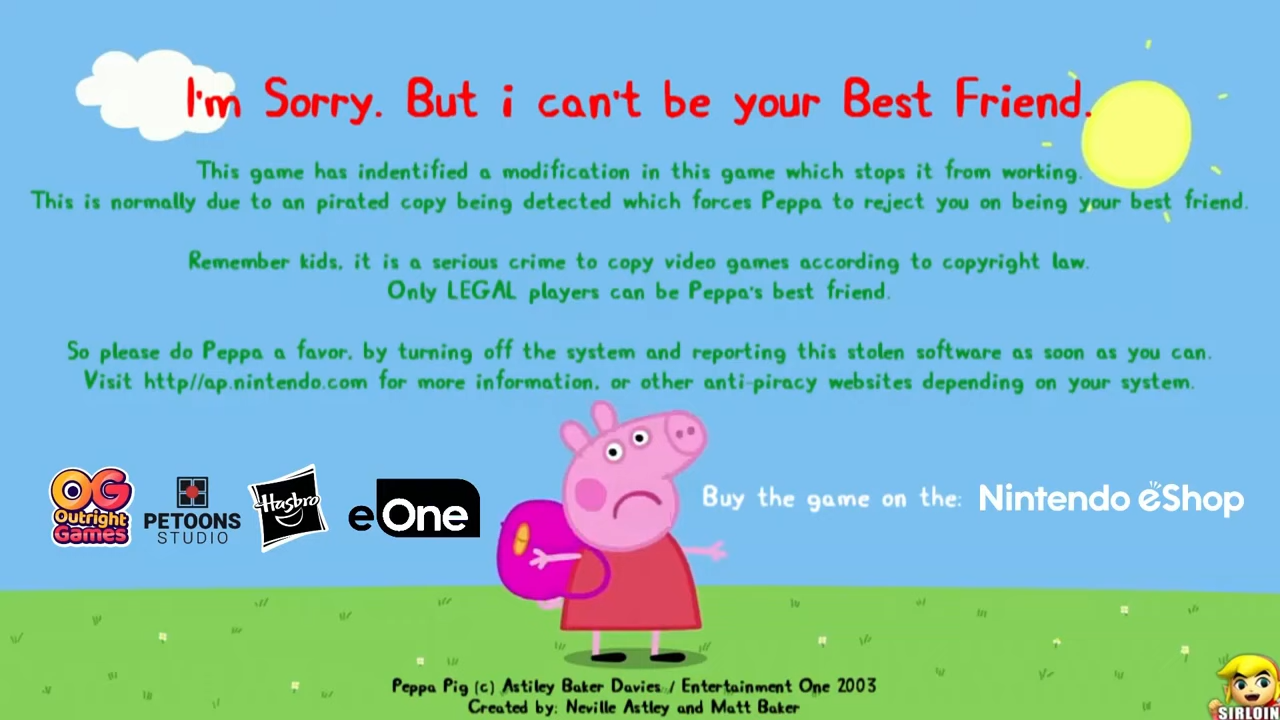 I'm Sorry. But i can't be your Best Friend.
This game has indentified a modification in this game which stops it from working.
This is normally due to an pirated copy being detected which forces Peppa to reject you on being your best friend.
Remember kids, it is a serious crime to copy video games according to copyright law.
Only LEGAL players can be Peppa's best friend.
So please do Peppa a favor, by turning off the system and reporting this stolen software as soon as you can.
Visit http//ap.nintendo.com for more information, or other anti-piracy websites depending on your system.
OG
Outright
Games
PETOONS
STUDIO
Hasbro
eOne
Buy the game on the: Nintendo eShop
Peppa Pig (c) Astiley Baker Davies / Entertainment One 2003
Created by: Neville Astley and Matt Baker
SIRLOIN